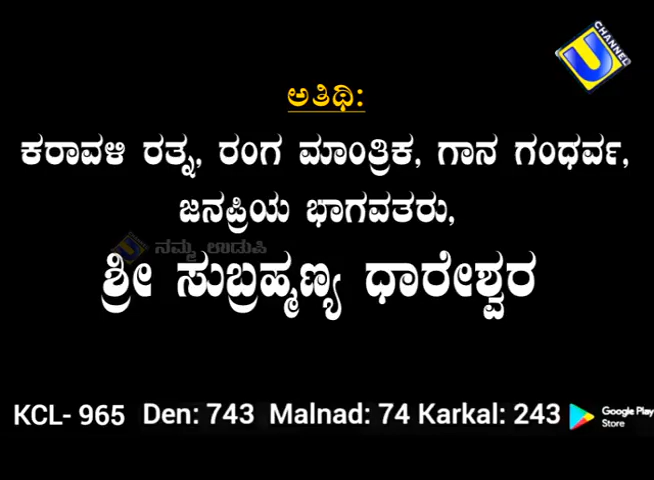 CHANNEL
U
ಅತಿಥಿ:
ಕರಾವಳಿ ರತ್ನ, ರಂಗ ಮಾಂತ್ರಿಕ, ಗಾನ ಗಂಧರ್ವ,
ಜನಪ್ರಿಯ ಭಾಗವತರು,
ನಮ್ಮ ಉಡುಪಿ
ಶ್ರೀ ಸುಬ್ರಹ್ಮಣ್ಯ ಧಾರೇಶ್ವರ
KCL- 965 Den: 743 Malnad: 74 Karkal: 243 Google Play Store